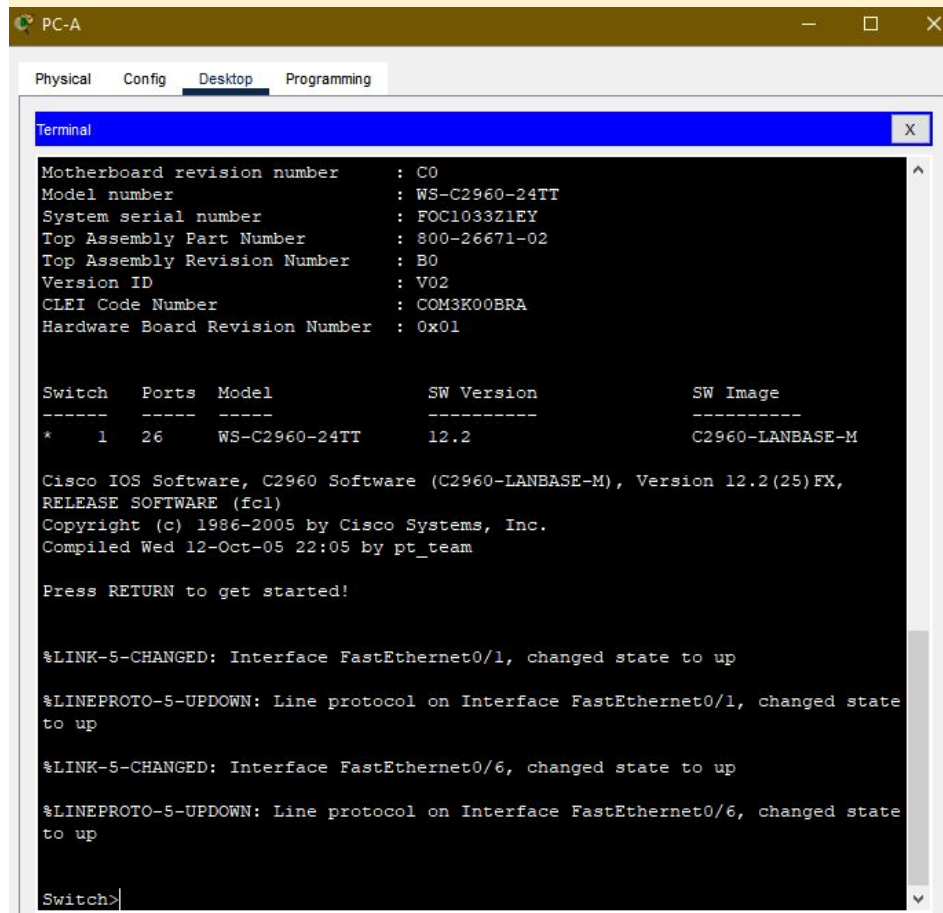 PC-A
Physical Config Desktop Programming
Terminal X
Motherboard revision number : C0
Model number : WS-C2960-24TT
System serial number : FOC1033Z1EY
Top Assembly Part Number : 800-26671-02
Top Assembly Revision Number : B0
Version ID : V02
CLEI Code Number : COM3K00BRA
Hardware Board Revision Number : 0x01
Switch Ports Model SW Version SW Image
------ ----- ----- ---------- ----------
* 1 26 WS-C2960-24TT 12.2 C2960-LANBASE-M
Cisco IOS Software, C2960 Software (C2960-LANBASE-M), Version 12.2(25)FX,
RELEASE SOFTWARE (fc1)
Copyright (c) 1986-2005 by Cisco Systems, Inc.
Compiled Wed 12-Oct-05 22:05 by pt_team
Press RETURN to get started!
%LINK-5-CHANGED: Interface FastEthernet0/1, changed state to up
%LINEPROTO-5-UPDOWN: Line protocol on Interface FastEthernet0/1, changed state
to up
%LINK-5-CHANGED: Interface FastEthernet0/6, changed state to up
%LINEPROTO-5-UPDOWN: Line protocol on Interface FastEthernet0/6, changed state
to up
Switch>